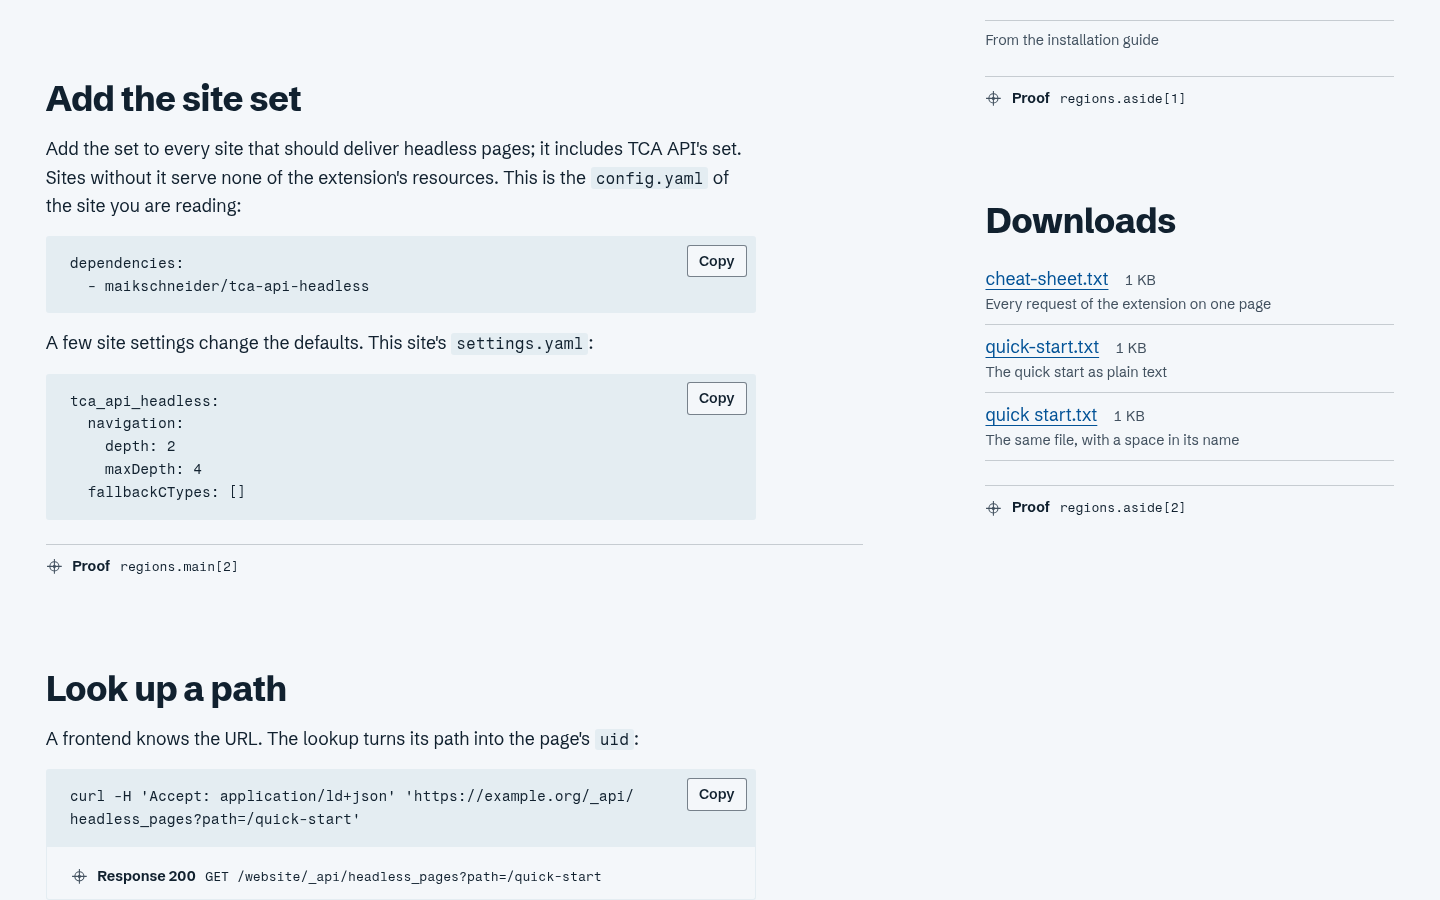 Add the site set
Add the set to every site that should deliver headless pages; it includes TCA API's set.
Sites without it serve none of the extension's resources. This is the config.yaml of
the site you are reading:
dependencies:
  - maikschneider/tca-api-headless
Copy
A few site settings change the defaults. This site's settings.yaml:
tca_api_headless:
  navigation:
    depth: 2
    maxDepth: 4
  fallbackCTypes: []
Copy
Proof regions.main[2]
Look up a path
A frontend knows the URL. The lookup turns its path into the page's uid:
curl -H 'Accept: application/ld+json' 'https://example.org/_api/
headless_pages?path=/quick-start'
Copy
Response 200 GET /website/_api/headless_pages?path=/quick-start
From the installation guide
Proof regions.aside[1]
Downloads
cheat-sheet.txt 1 KB
Every request of the extension on one page
quick-start.txt 1 KB
The quick start as plain text
quick start.txt 1 KB
The same file, with a space in its name
Proof regions.aside[2]